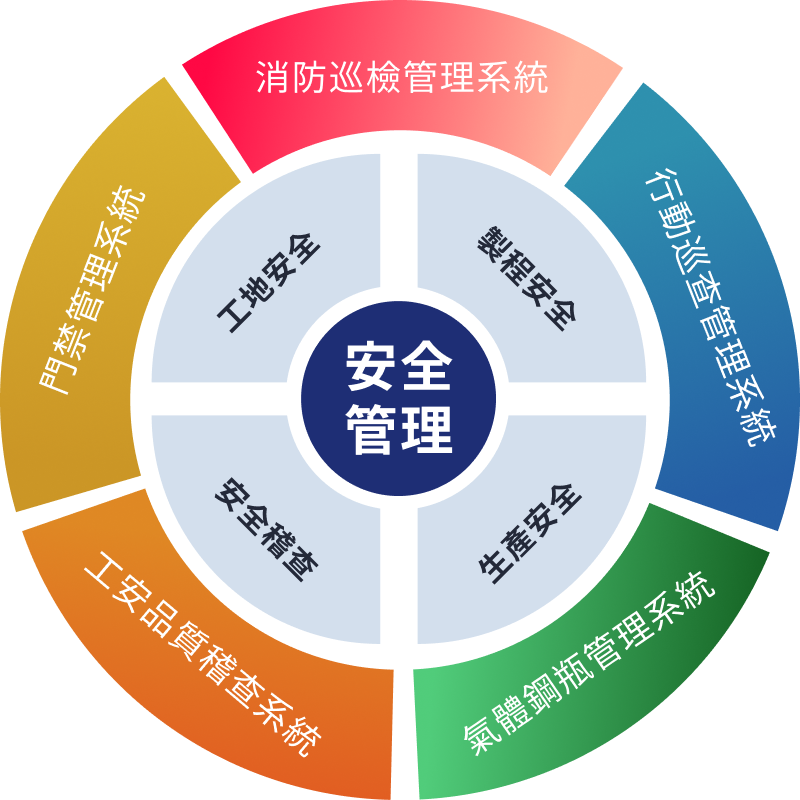 消防巡檢管理系統
行動巡查管理系統
氣體鋼瓶管理系統
工安品質稽查系統
門禁管理系統
工地安全
製程安全
安全稽查
生產安全
安全
管理